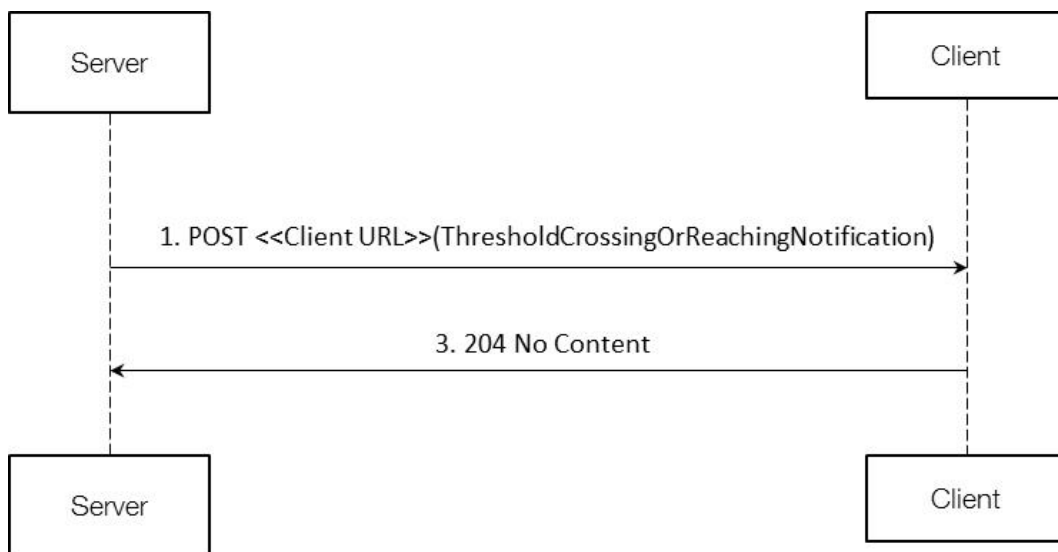 Server
Client
1. POST <<Client URL>>(ThresholdCrossingOrReachingNotification)
3. 204 No Content
Server
Client